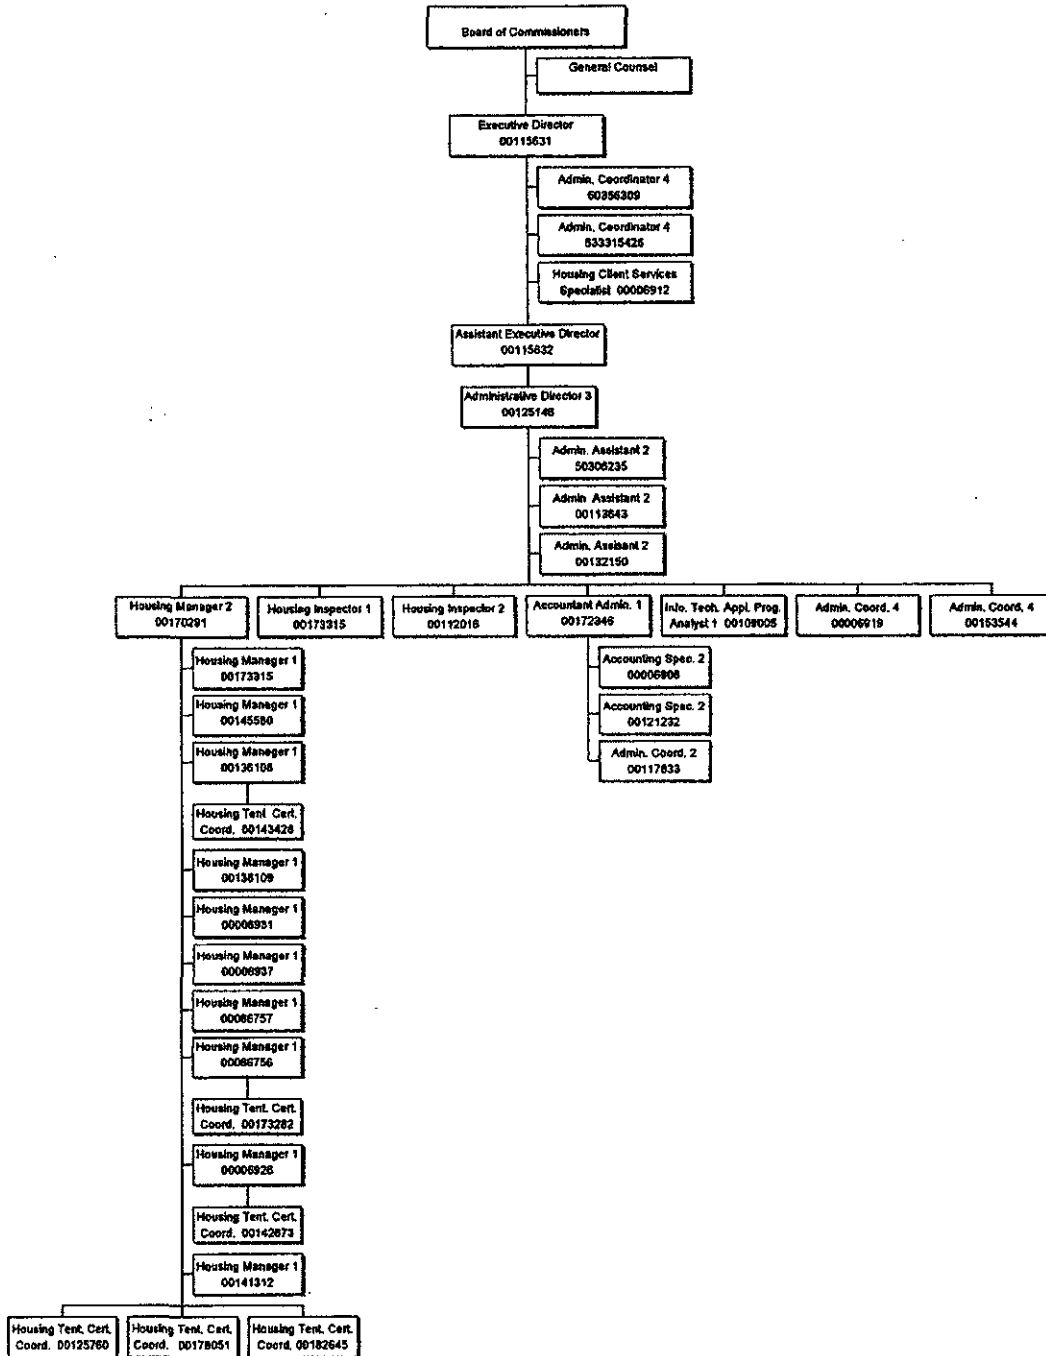 Board of Commissioners
General Counsel
Executive Director
00115631
Admin. Coordinator 4
60356309
Admin. Coordinator 4
533315426
Housing Client Services
Specialist 00006912
Assistant Executive Director
00115632
Administrative Director 3
00125146
Admin. Assistant 2
50306235
Admin Assistant 2
00113643
Admin. Assisant 2
00132150
Housing Manager 2
00170291
Housing Inspector 1
00173315
Housing Inspector 2
00112016
Accountant Admin. 1
00172346
Info. Tech. Appl. Prog.
Analyst 1 00109005
Admin. Coord. 4
00006919
Admin. Coord. 4
00153544
Housing Manager 1
00173315
Housing Manager 1
00145580
Housing Manager 1
00136108
Housing Tent. Cert.
Coord. 00143428
Housing Manager 1
00136109
Housing Manager 1
00006931
Housing Manager 1
00006937
Housing Manager 1
00086757
Housing Manager 1
00086756
Housing Tent. Cert.
Coord. 00173282
Housing Manager 1
00006926
Housing Tent. Cert.
Coord. 00142673
Housing Manager 1
00141312
Housing Tent. Cert.
Coord. 00125760
Housing Tent. Cert.
Coord. 00178051
Housing Tent. Cert.
Coord. 00182645
Accounting Spec. 2
00006908
Accounting Spec. 2
00121232
Admin. Coord. 2
00117633